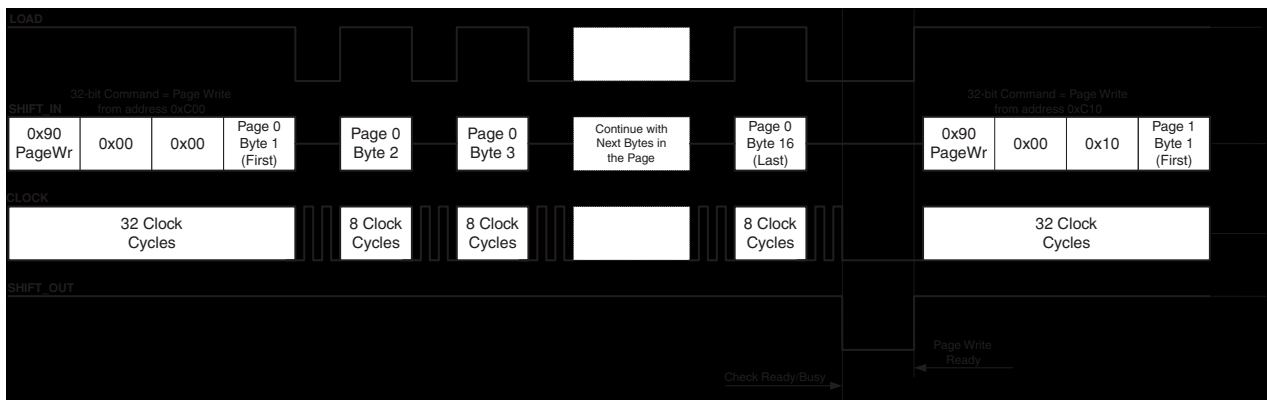 LOAD
32-bit Command = Page Write
from address 0xC00
32-bit Command = Page Write
from address 0xC10
SHIFT_IN
0x90
PageWr
0x00
0x00
Page 0
Byte 1
(First)
Page 0
Byte 2
Page 0
Byte 3
Continue with
Next Bytes in
the Page
Page 0
Byte 16
(Last)
0x90
PageWr
0x00
0x10
Page 1
Byte 1
(First)
CLOCK
32 Clock
Cycles
8 Clock
Cycles
8 Clock
Cycles
8 Clock
Cycles
32 Clock
Cycles
SHIFT_OUT
Page Write
Ready
Check Ready/Busy